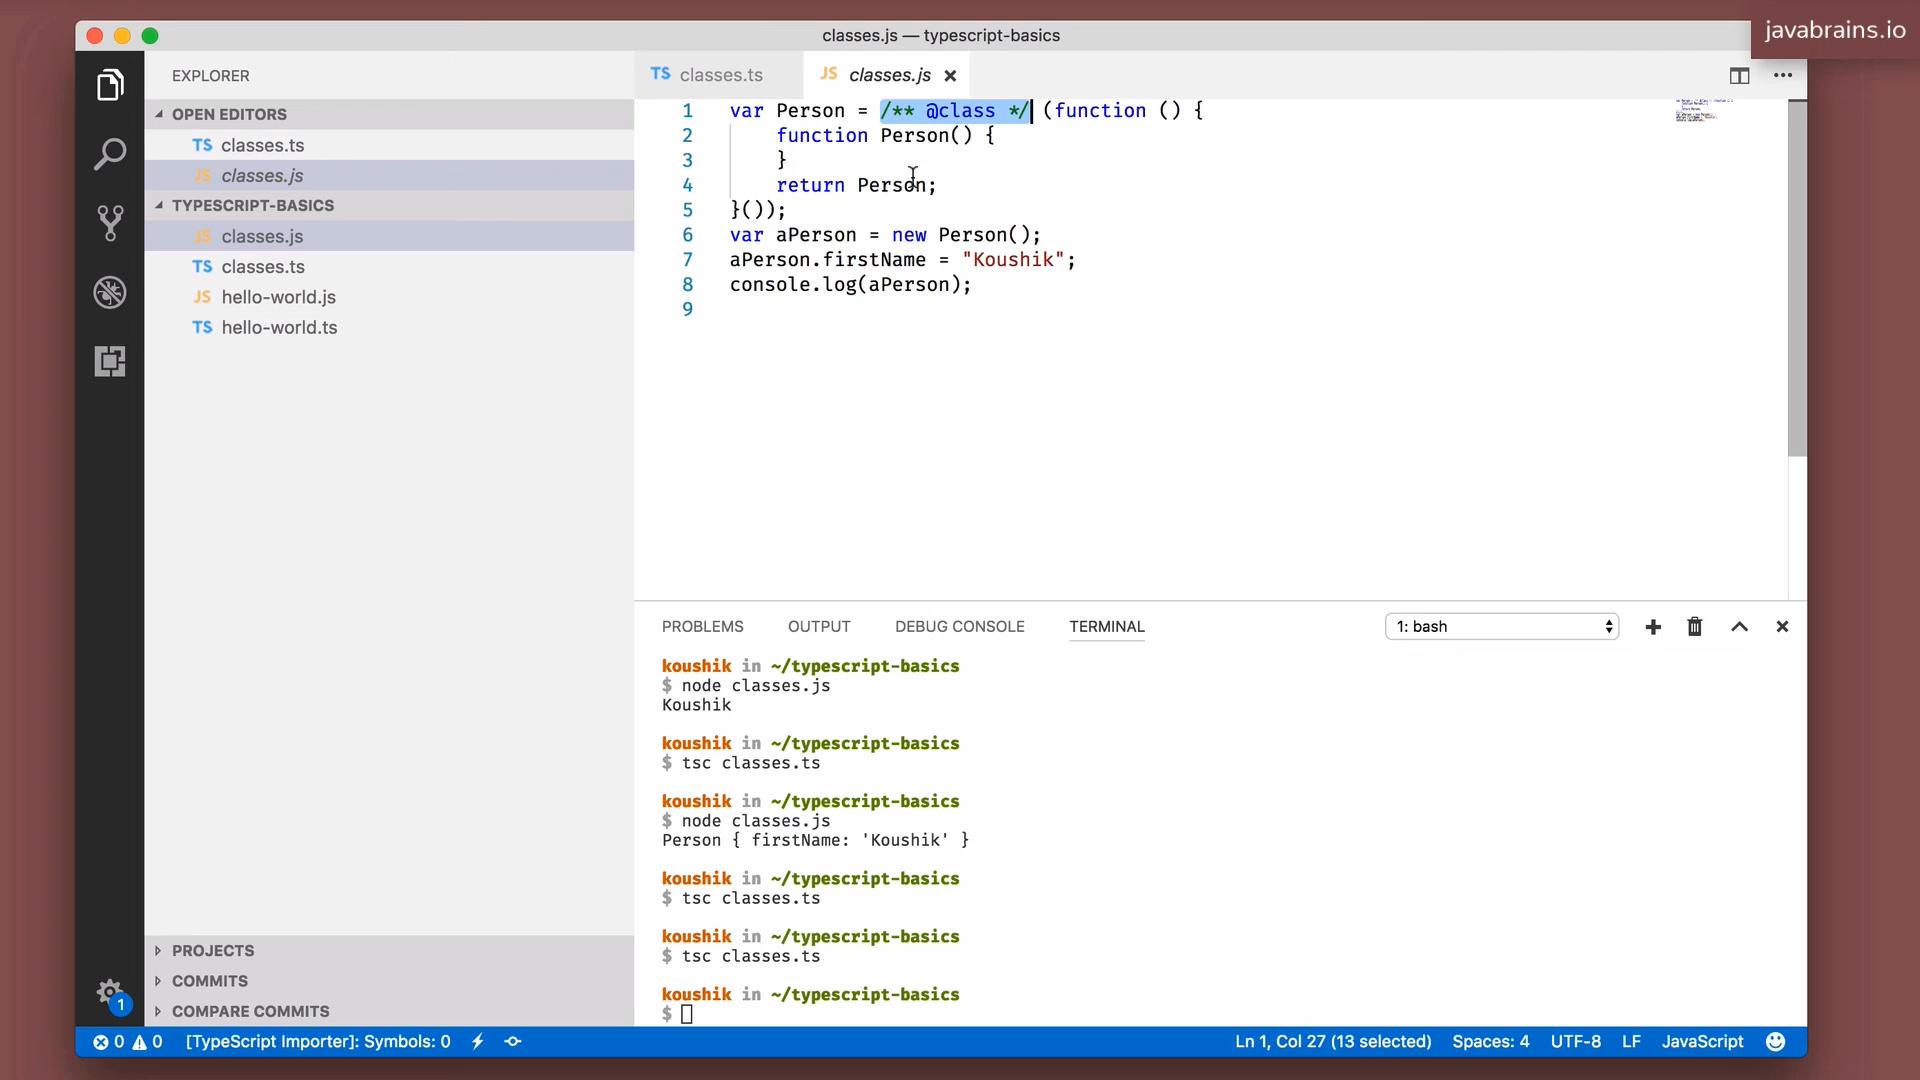 classes.js — typescript-basics
javabrains.io
EXPLORER
OPEN EDITORS
TS classes.ts
JS classes.js
TYPESCRIPT-BASICS
JS classes.js
TS classes.ts
JS hello-world.js
TS hello-world.ts
PROJECTS
COMMITS
COMPARE COMMITS
1
TS classes.ts
JS classes.js
1 var Person = /** @class */ (function () {
2 function Person() {
3 }
4 return Person;
5 }());
6 var aPerson = new Person();
7 aPerson.firstName = "Koushik";
8 console.log(aPerson);
9
PROBLEMS OUTPUT DEBUG CONSOLE TERMINAL 1: bash
koushik in ~/typescript-basics
$ node classes.js
Koushik
koushik in ~/typescript-basics
$ tsc classes.ts
koushik in ~/typescript-basics
$ node classes.js
Person { firstName: 'Koushik' }
koushik in ~/typescript-basics
$ tsc classes.ts
koushik in ~/typescript-basics
$ tsc classes.ts
koushik in ~/typescript-basics
$
0 0 [TypeScript Importer]: Symbols: 0 Ln 1, Col 27 (13 selected) Spaces: 4 UTF-8 LF JavaScript